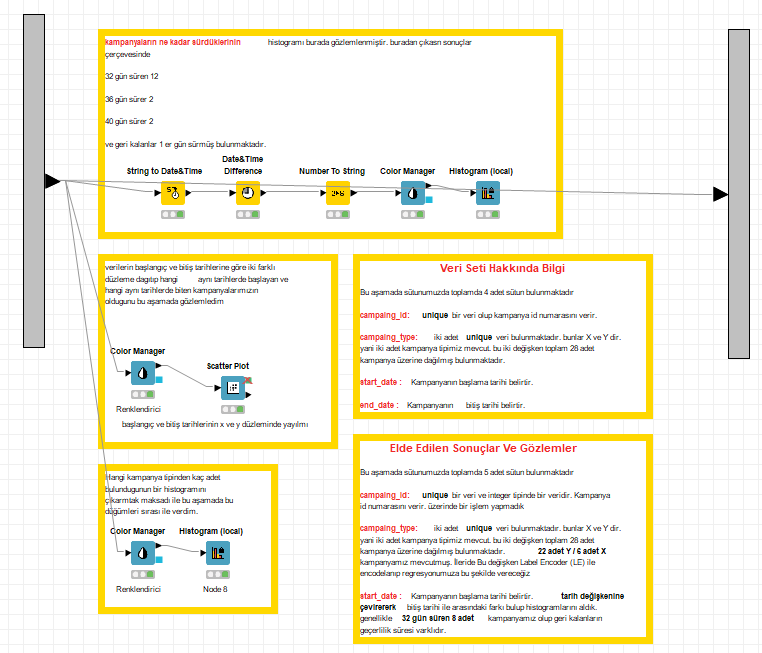 kampanyaların ne kadar sürdüklerinin histogramı burada gözlemlenmiştir. buradan çıkasn sonuçlar
çerçevesinde
32 gün süren 12
36 gün sürer 2
40 gün sürer 2
ve geri kalanlar 1 er gün sürmüş bulunmaktadır.
String to Date&Time
Date&Time
Difference
Number To String
Color Manager
Histogram (local)
verilerin başlangıç ve bitiş tarihlerine göre iki farklı
düzleme dagıtıp hangi aynı tarihlerde başlayan ve
hangi aynı tarihlerde biten kampanyalarımızın
oldugunu bu aşamada gözlemledim
Color Manager
Scatter Plot
Renklendirici
başlangıç ve bitiş tarihlerinin x ve y düzleminde yayılmı
Hangi kampanya tipinden kaç adet
bulundugunun bir histogramını
çıkarmtak maksadı ile bu aşamada bu
düğümleri sırası ile verdim.
Color Manager
Histogram (local)
Renklendirici
Node 8
Veri Seti Hakkında Bilgi
Bu aşamada sütunumuzda toplamda 4 adet sütun bulunmaktadır
campaing_id: unique bir veri olup kampanya id numarasını verir.
campaing_type: iki adet unique veri bulunmaktadır. bunlar X ve Y dir.
yani iki adet kampanya tipimiz mevcut. bu iki değişken toplam 28 adet
kampanya üzerine dağılmış bulunmaktadır.
start_date : Kampanyanın başlama tarihi belirtir.
end_date : Kampanyanın bitiş tarihi belirtir.
Elde Edilen Sonuçlar Ve Gözlemler
Bu aşamada sütunumuzda toplamda 5 adet sütun bulunmaktadır
campaing_id: unique bir veri ve integer tipinde bir veridir. Kampanya
id numarasını verir. üzerinde bir işlem yapmadık
campaing_type: iki adet unique veri bulunmaktadır. bunlar X ve Y dir.
yani iki adet kampanya tipimiz mevcut. bu iki değişken toplam 28 adet
kampanya üzerine dağılmış bulunmaktadır. 22 adet Y / 6 adet X
kampanyamız mevcutmuş. İleride Bu değişken Label Encoder (LE) ile
encodelanıp regresyonumuza bu şekilde vereceğiz
start_date : Kampanyanın başlama tarihi belirtir. tarih değişkenine
çevirererk bitiş tarihi ile arasındaki farkı bulup histogramlarını aldık.
genellikle 32 gün süren 8 adet kampanyamız olup geri kalanların
geçerlilik süresi varklıdır.